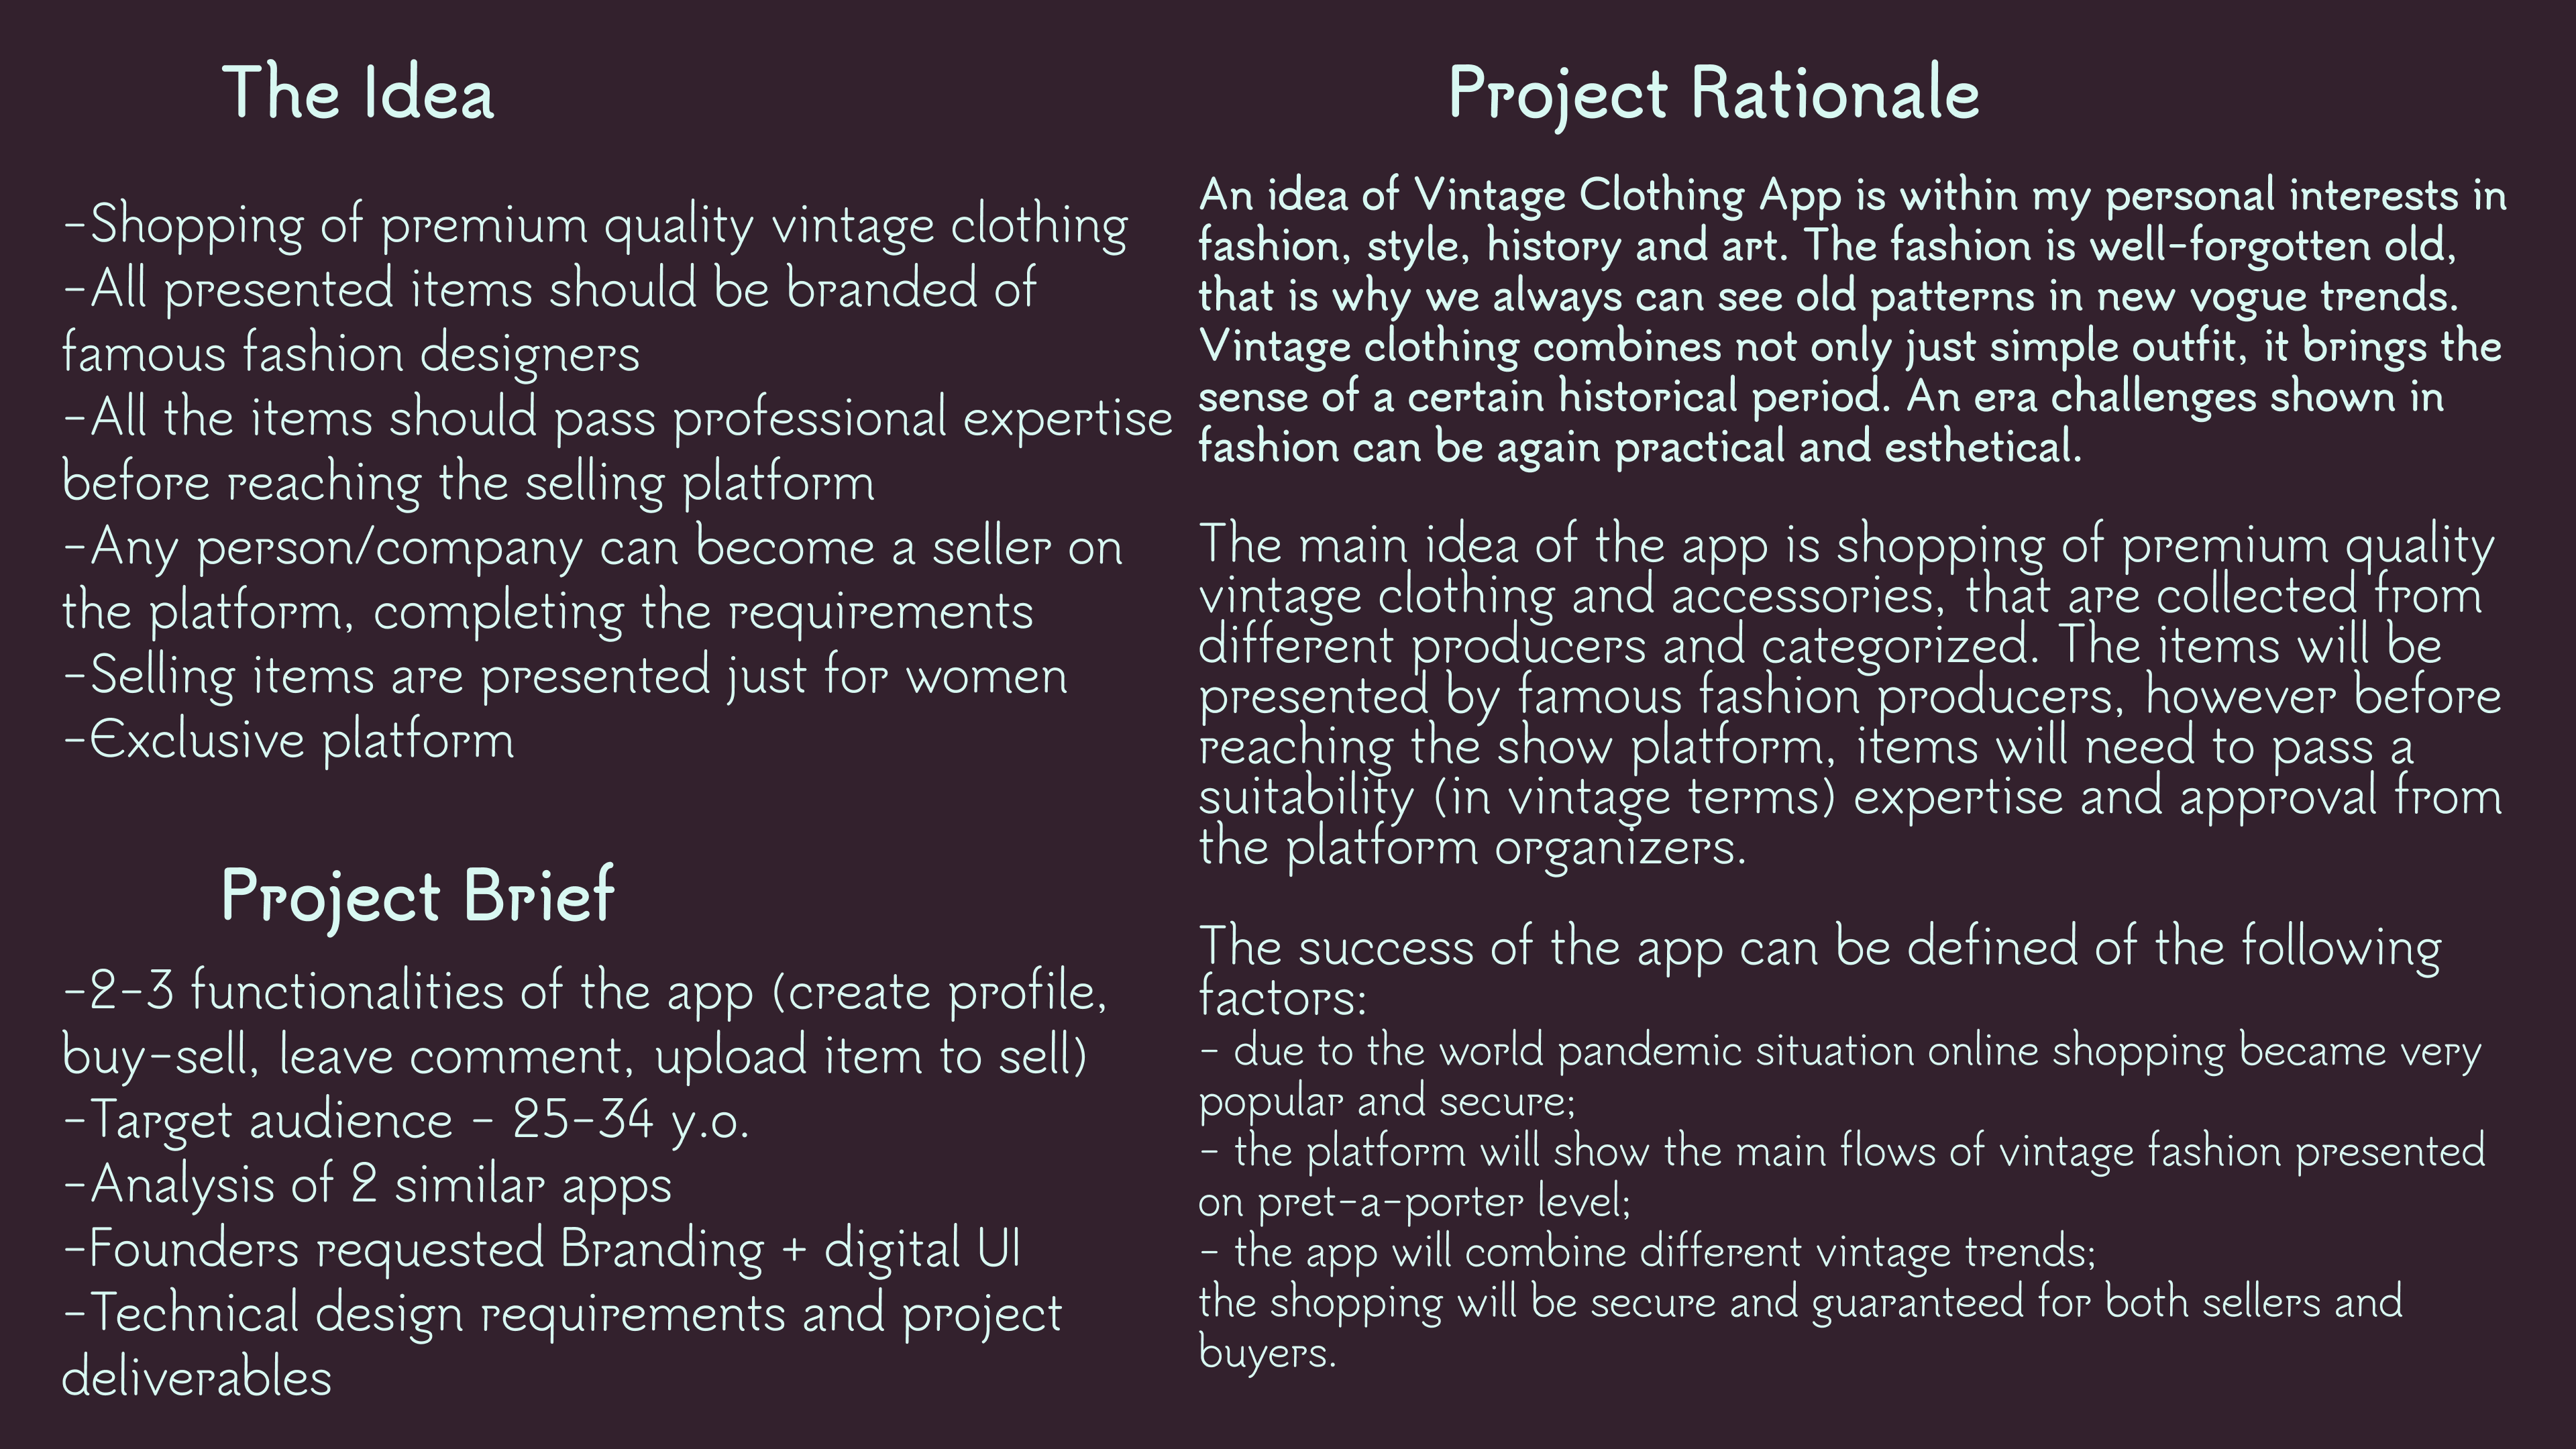 The Idea
-Shopping of premium quality vintage clothing
-All presented items should be branded of
famous fashion designers
-All the items should pass professional expertise
before reaching the selling platform
-Any person/company can become a seller on
the platform, completing the requirements
-Selling items are presented just for women
-Exclusive platform
Project Brief
-2-3 functionalities of the app (create profile,
buy-sell, leave comment, upload item to sell)
-Target audience - 25-34 y.o.
-Analysis of 2 similar apps
-Founders requested Branding + digital UI
-Technical design requirements and project
deliverables
Project Rationale
An idea of Vintage Clothing App is within my personal interests in
fashion, style, history and art. The fashion is well-forgotten old,
that is why we always can see old patterns in new vogue trends.
Vintage clothing combines not only just simple outfit, it brings the
sense of a certain historical period. An era challenges shown in
fashion can be again practical and esthetical.
The main idea of the app is shopping of premium quality
vintage clothing and accessories, that are collected from
different producers and categorized. The items will be
presented by famous fashion producers, however before
reaching the show platform, items will need to pass a
suitability (in vintage terms) expertise and approval from
the platform organizers.
The success of the app can be defined of the following
factors:
- due to the world pandemic situation online shopping became very
popular and secure;
- the platform will show the main flows of vintage fashion presented
on pret-a-porter level;
- the app will combine different vintage trends;
the shopping will be secure and guaranteed for both sellers and
buyers.